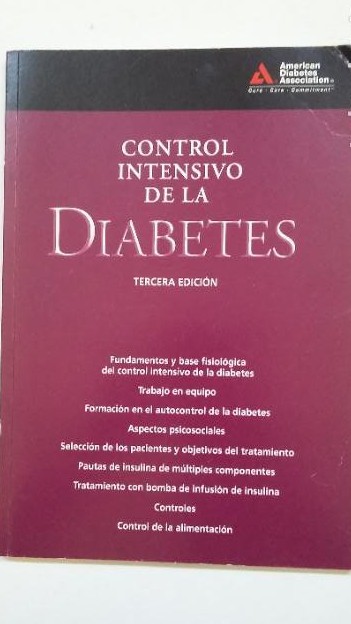 American
Diabetes
Association®
Cure • Care • Commitment℠
CONTROL
INTENSIVO
DE LA
DIABETES
TERCERA EDICIÓN
Fundamentos y base fisiológica
del control intensivo de la diabetes
Trabajo en equipo
Formación en el autocontrol de la diabetes
Aspectos psicosociales
Selección de los pacientes y objetivos del tratamiento
Pautas de insulina de múltiples componentes
Tratamiento con bomba de infusión de insulina
Controles
Control de la alimentación